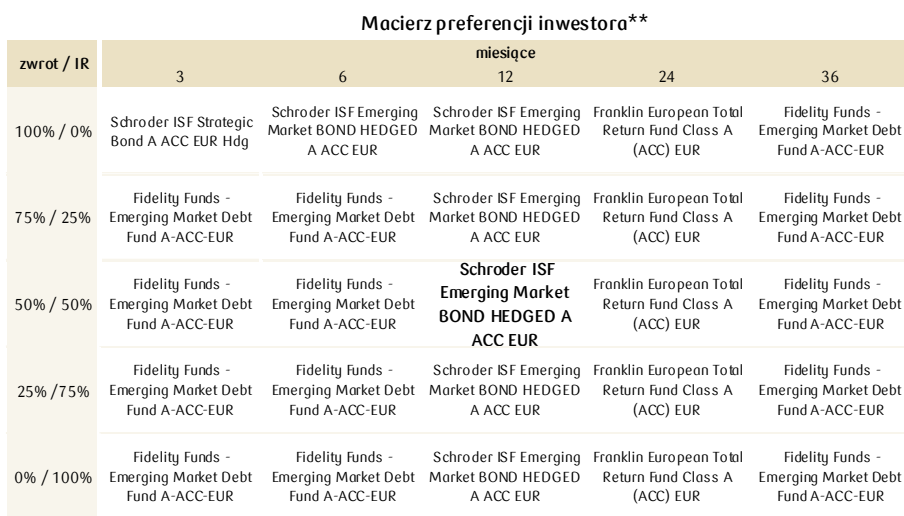 Macierz preferencji inwestora**
zwrot / IR
miesiące
3 6 12 24 36
100% / 0%
Schroder ISF Strategic
Bond A ACC EUR Hdg
Schroder ISF Emerging
Market BOND HEDGED
A ACC EUR
Schroder ISF Emerging
Market BOND HEDGED
A ACC EUR
Franklin European Total
Return Fund Class A
(ACC) EUR
Fidelity Funds -
Emerging Market Debt
Fund A-ACC-EUR
75% / 25%
Fidelity Funds -
Emerging Market Debt
Fund A-ACC-EUR
Fidelity Funds -
Emerging Market Debt
Fund A-ACC-EUR
Schroder ISF Emerging
Market BOND HEDGED
A ACC EUR
Franklin European Total
Return Fund Class A
(ACC) EUR
Fidelity Funds -
Emerging Market Debt
Fund A-ACC-EUR
50% / 50%
Fidelity Funds -
Emerging Market Debt
Fund A-ACC-EUR
Fidelity Funds -
Emerging Market Debt
Fund A-ACC-EUR
Schroder ISF
Emerging Market
BOND HEDGED A
ACC EUR
Franklin European Total
Return Fund Class A
(ACC) EUR
Fidelity Funds -
Emerging Market Debt
Fund A-ACC-EUR
25% /75%
Fidelity Funds -
Emerging Market Debt
Fund A-ACC-EUR
Fidelity Funds -
Emerging Market Debt
Fund A-ACC-EUR
Schroder ISF Emerging
Market BOND HEDGED
A ACC EUR
Franklin European Total
Return Fund Class A
(ACC) EUR
Fidelity Funds -
Emerging Market Debt
Fund A-ACC-EUR
0% / 100%
Fidelity Funds -
Emerging Market Debt
Fund A-ACC-EUR
Fidelity Funds -
Emerging Market Debt
Fund A-ACC-EUR
Schroder ISF Emerging
Market BOND HEDGED
A ACC EUR
Franklin European Total
Return Fund Class A
(ACC) EUR
Fidelity Funds -
Emerging Market Debt
Fund A-ACC-EUR